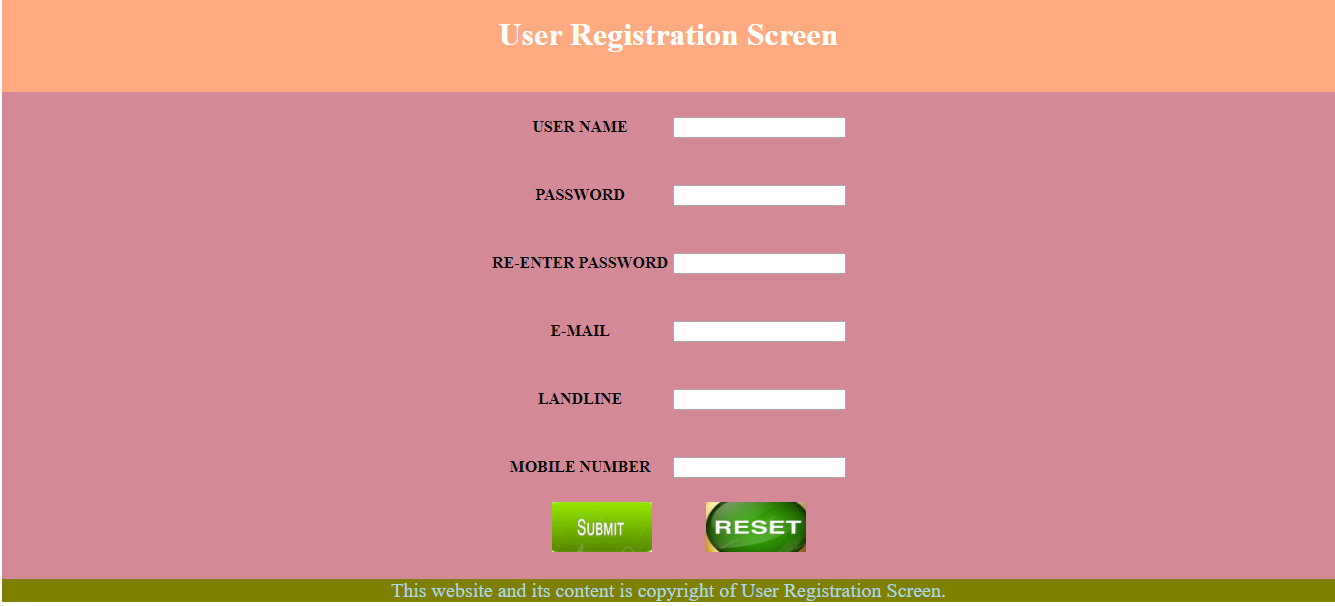 User Registration Screen
USER NAME
PASSWORD
RE-ENTER PASSWORD
E-MAIL
LANDLINE
MOBILE NUMBER
SUBMIT RESET
This website and its content is copyright of User Registration Screen.